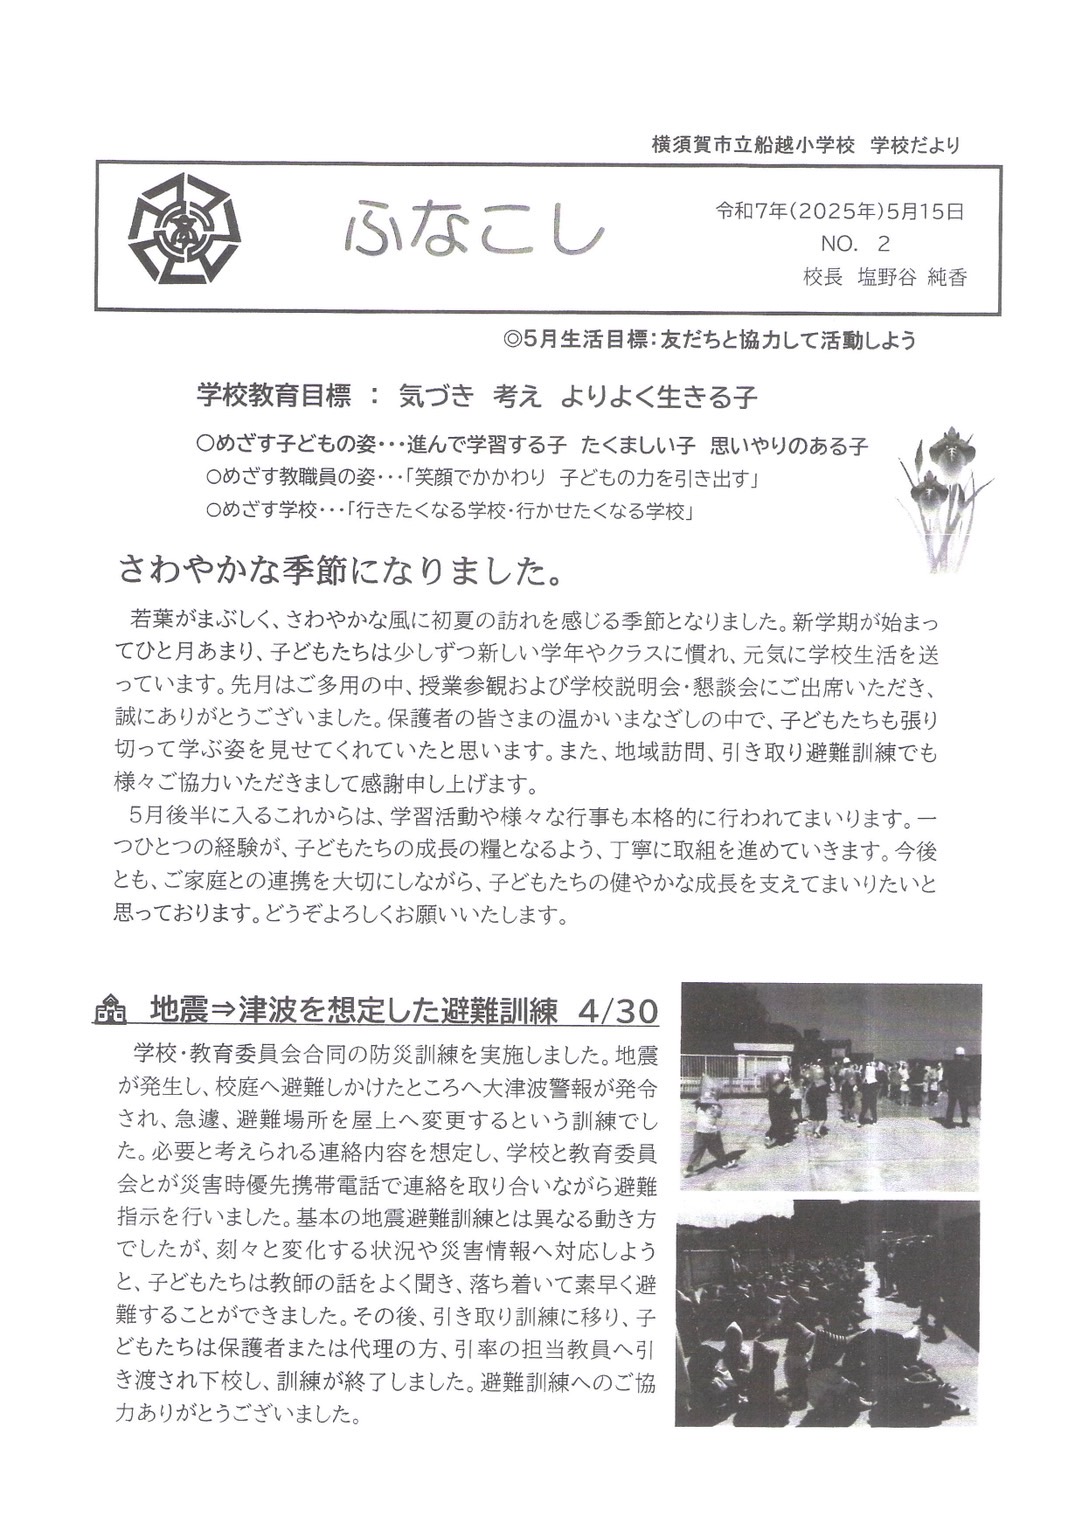 横須賀市立船越小学校　学校だより
ふなこし
令和7年(2025年)5月15日
NO.　2
校長　塩野谷 純香
◎5月生活目標：友だちと協力して活動しよう
学校教育目標 ： 気づき　考え　よりよく生きる子
○めざす子どもの姿･･･進んで学習する子　たくましい子　思いやりのある子
○めざす教職員の姿･･･「笑顔でかかわり　子どもの力を引き出す」
○めざす学校･･･「行きたくなる学校･行かせたくなる学校」
さわやかな季節になりました。
若葉がまぶしく、さわやかな風に初夏の訪れを感じる季節となりました。新学期が始まっ
てひと月あまり、子どもたちは少しずつ新しい学年やクラスに慣れ、元気に学校生活を送
っています。先月はご多用の中、授業参観および学校説明会･懇談会にご出席いただき、
誠にありがとうございました。保護者の皆さまの温かいまなざしの中で、子どもたちも張り
切って学ぶ姿を見せてくれていたと思います。また、地域訪問、引き取り避難訓練でも
様々ご協力いただきまして感謝申し上げます。
5月後半に入るこれからは、学習活動や様々な行事も本格的に行われてまいります。一
つひとつの経験が、子どもたちの成長の糧となるよう、丁寧に取組を進めていきます。今後
とも、ご家庭との連携を大切にしながら、子どもたちの健やかな成長を支えてまいりたいと
思っております。どうぞよろしくお願いいたします。
地震⇒津波を想定した避難訓練　4/30
学校･教育委員会合同の防災訓練を実施しました。地震
が発生し、校庭へ避難しかけたところへ大津波警報が発令
され、急遽、避難場所を屋上へ変更するという訓練でし
た。必要と考えられる連絡内容を想定し、学校と教育委員
会とが災害時優先携帯電話で連絡を取り合いながら避難
指示を行いました。基本の地震避難訓練とは異なる動き方
でしたが、刻々と変化する状況や災害情報へ対応しよう
と、子どもたちは教師の話をよく聞き、落ち着いて素早く避
難することができました。その後、引き取り訓練に移り、子
どもたちは保護者または代理の方、引率の担当教員へ引
き渡され下校し、訓練が終了しました。避難訓練へのご協
力ありがとうございました。